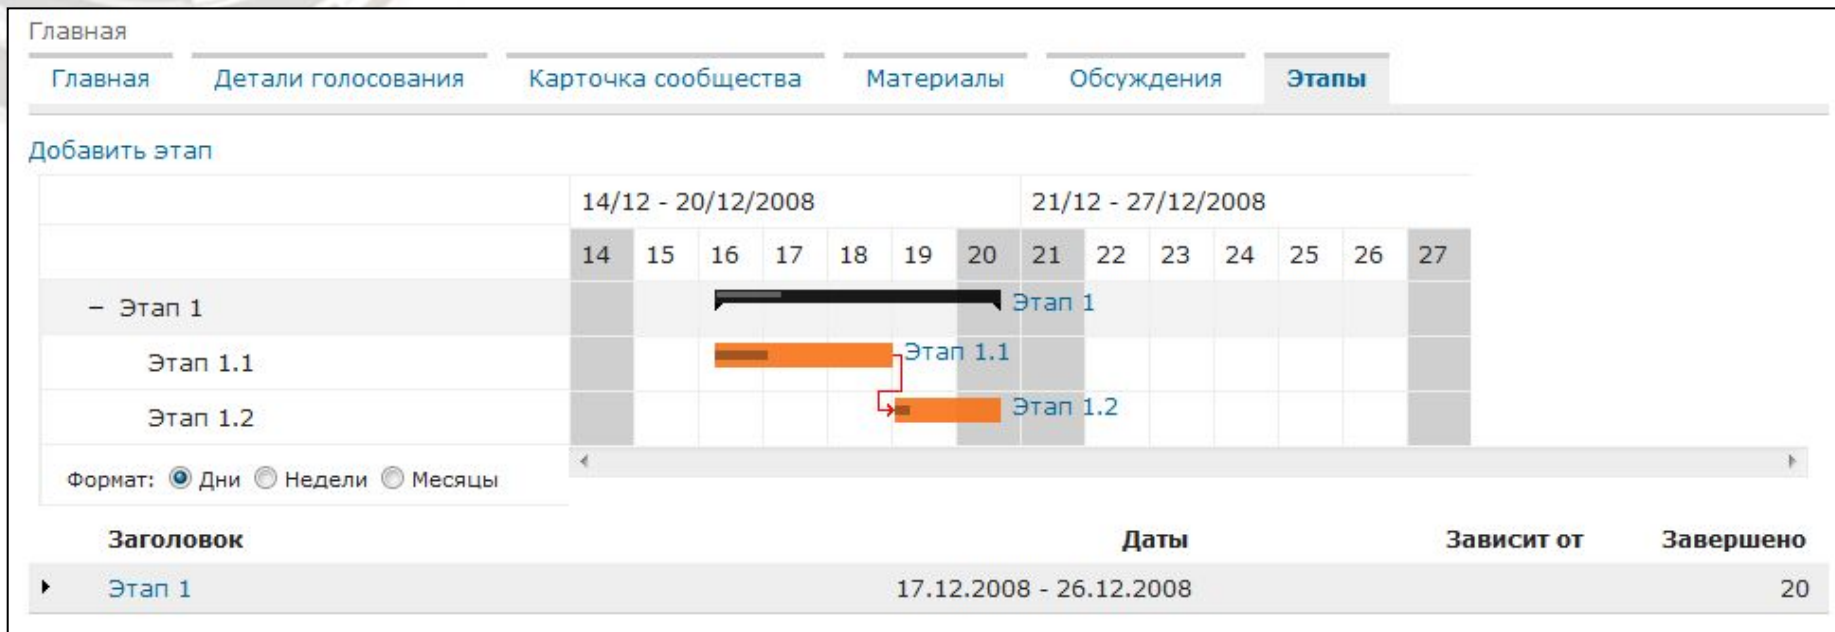 Главная
Главная Детали голосования Карточка сообщества Материалы Обсуждения Этапы
Добавить этап
14/12 - 20/12/2008 21/12 - 27/12/2008
14 15 16 17 18 19 20 21 22 23 24 25 26 27
– Этап 1 Этап 1
Этап 1.1 Этап 1.1
Этап 1.2 Этап 1.2
Формат: Дни Недели Месяцы
Заголовок Даты Зависит от Завершено
Этап 1 17.12.2008 - 26.12.2008 20